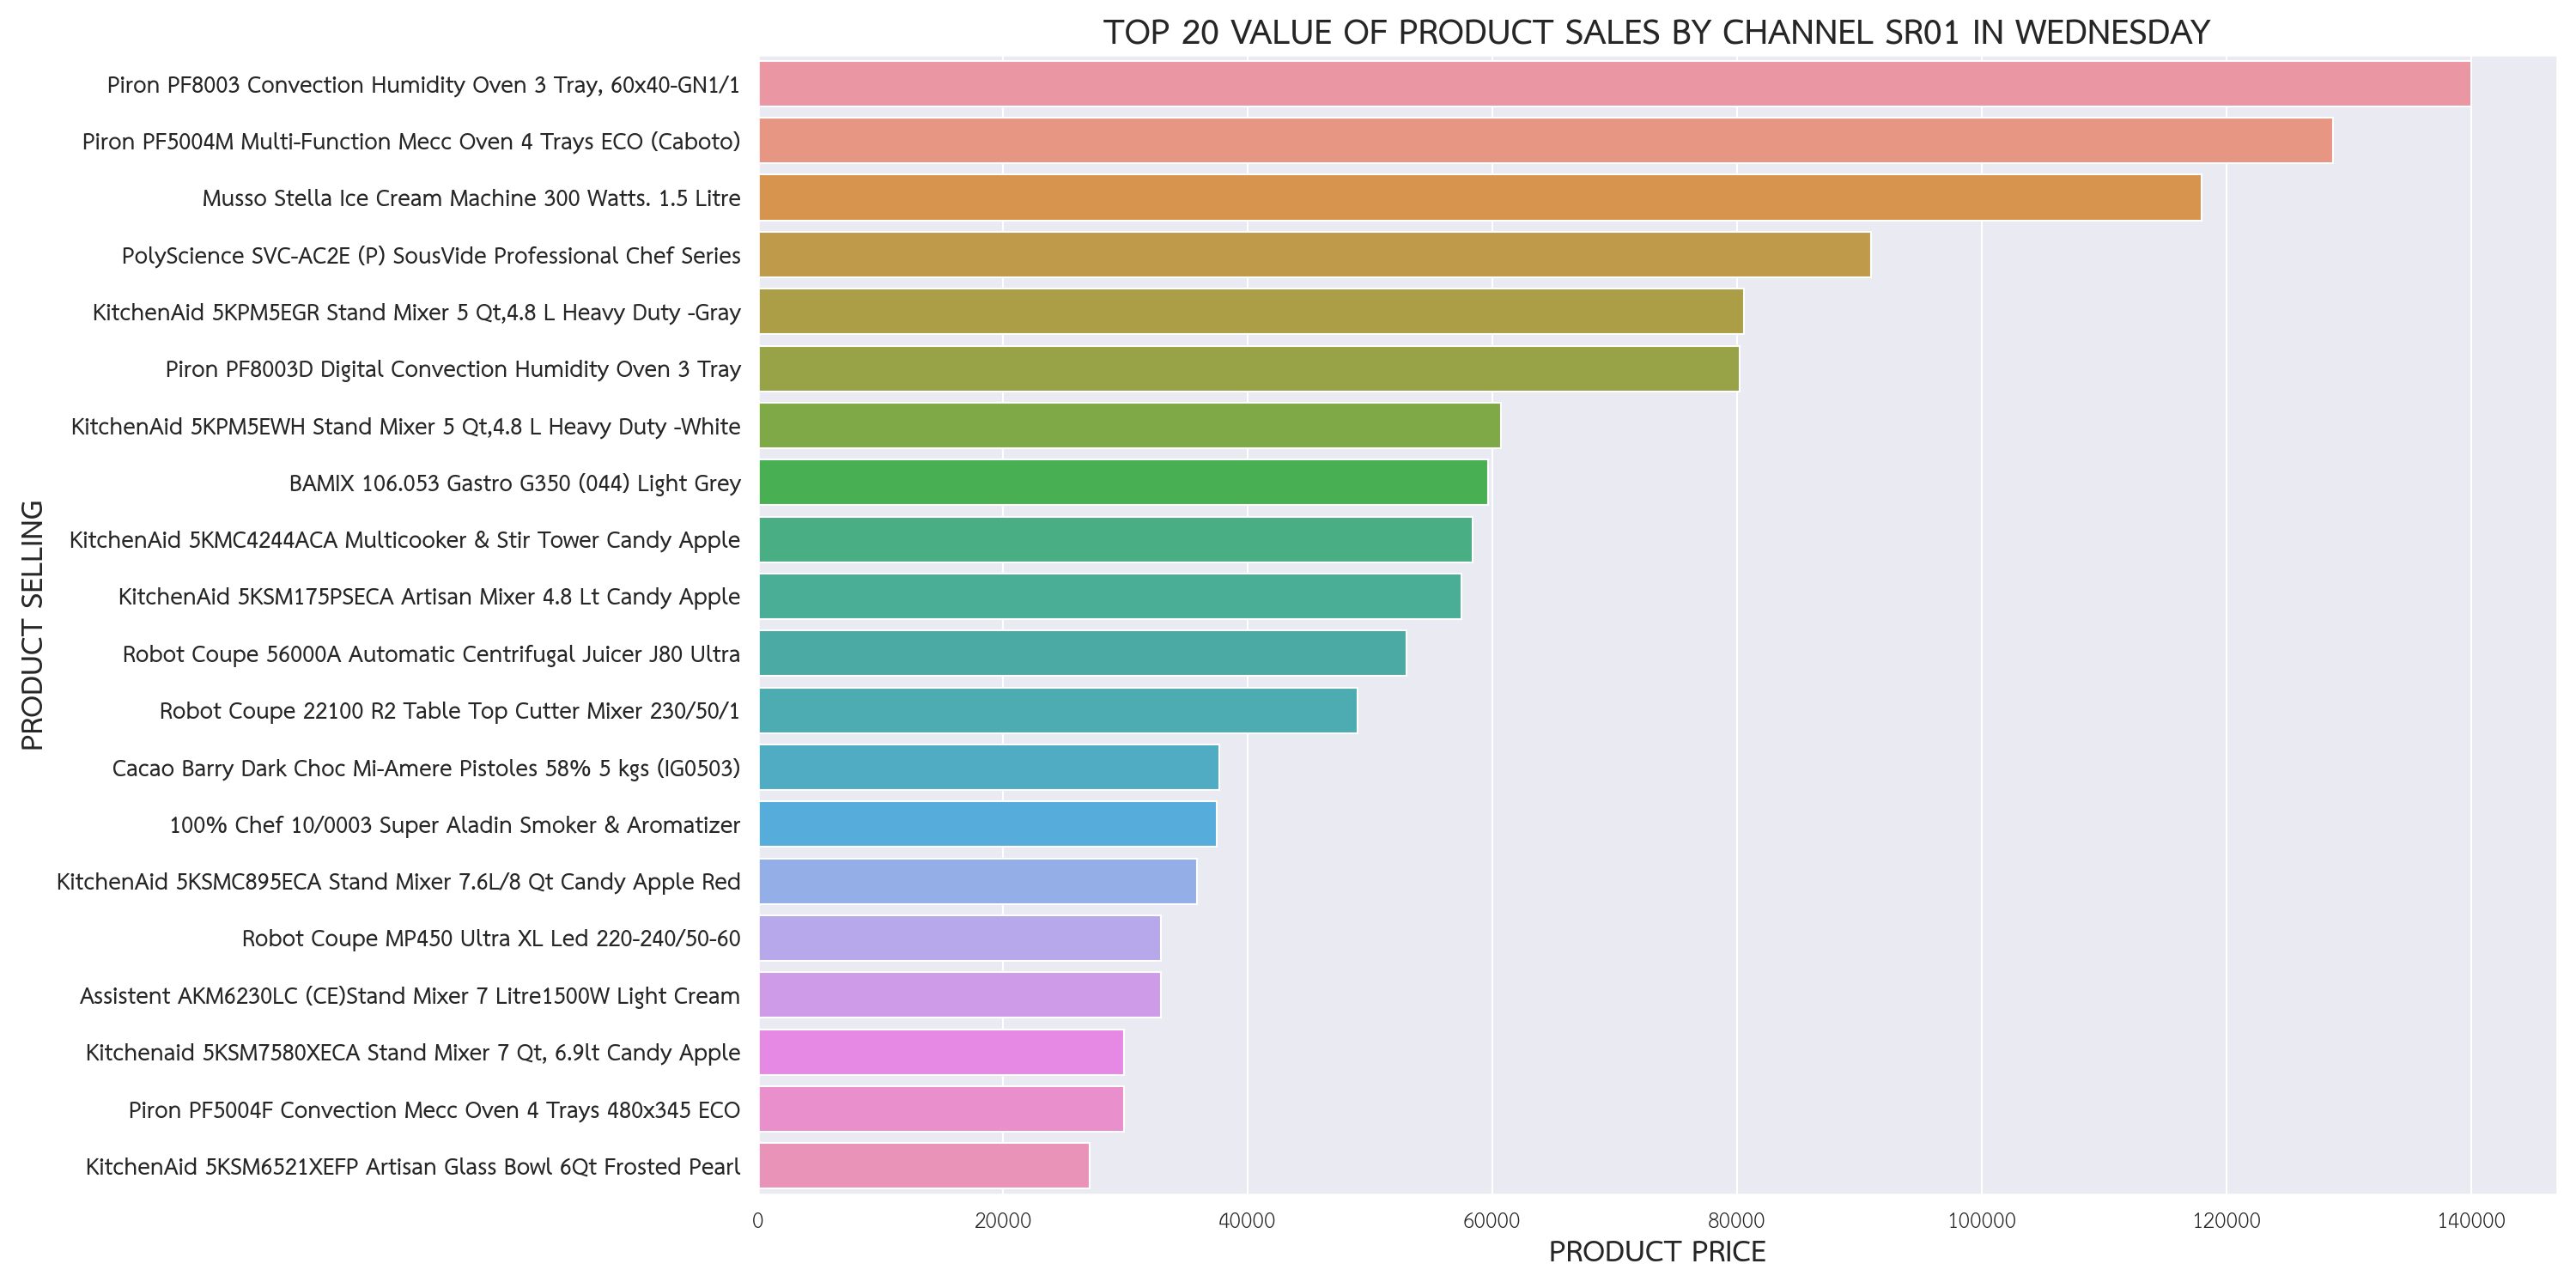 TOP 20 VALUE OF PRODUCT SALES BY CHANNEL SR01 IN WEDNESDAY
PRODUCT SELLING
Piron PF8003 Convection Humidity Oven 3 Tray, 60x40-GN1/1
Piron PF5004M Multi-Function Mecc Oven 4 Trays ECO (Caboto)
Musso Stella Ice Cream Machine 300 Watts. 1.5 Litre
PolyScience SVC-AC2E (P) SousVide Professional Chef Series
KitchenAid 5KPM5EGR Stand Mixer 5 Qt,4.8 L Heavy Duty -Gray
Piron PF8003D Digital Convection Humidity Oven 3 Tray
KitchenAid 5KPM5EWH Stand Mixer 5 Qt,4.8 L Heavy Duty -White
BAMIX 106.053 Gastro G350 (044) Light Grey
KitchenAid 5KMC4244ACA Multicooker & Stir Tower Candy Apple
KitchenAid 5KSM175PSECA Artisan Mixer 4.8 Lt Candy Apple
Robot Coupe 56000A Automatic Centrifugal Juicer J80 Ultra
Robot Coupe 22100 R2 Table Top Cutter Mixer 230/50/1
Cacao Barry Dark Choc Mi-Amere Pistoles 58% 5 kgs (IG0503)
100% Chef 10/0003 Super Aladin Smoker & Aromatizer
KitchenAid 5KSMC895ECA Stand Mixer 7.6L/8 Qt Candy Apple Red
Robot Coupe MP450 Ultra XL Led 220-240/50-60
Assistent AKM6230LC (CE)Stand Mixer 7 Litre1500W Light Cream
Kitchenaid 5KSM7580XECA Stand Mixer 7 Qt, 6.9lt Candy Apple
Piron PF5004F Convection Mecc Oven 4 Trays 480x345 ECO
KitchenAid 5KSM6521XEFP Artisan Glass Bowl 6Qt Frosted Pearl
0 20000 40000 60000 80000 100000 120000 140000
PRODUCT PRICE